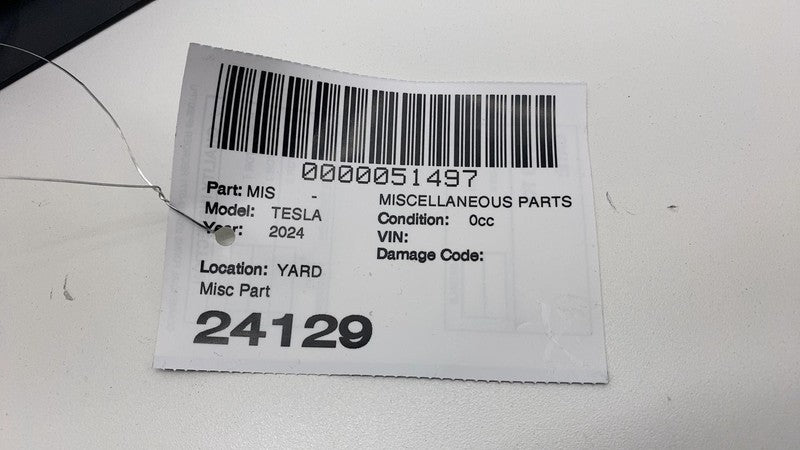 0000051497
Part: MIS - MISCELLANEOUS PARTS
Model: TESLA Condition: 0cc
Year: 2024 VIN:
Damage Code:
Location: YARD
Misc Part
24129